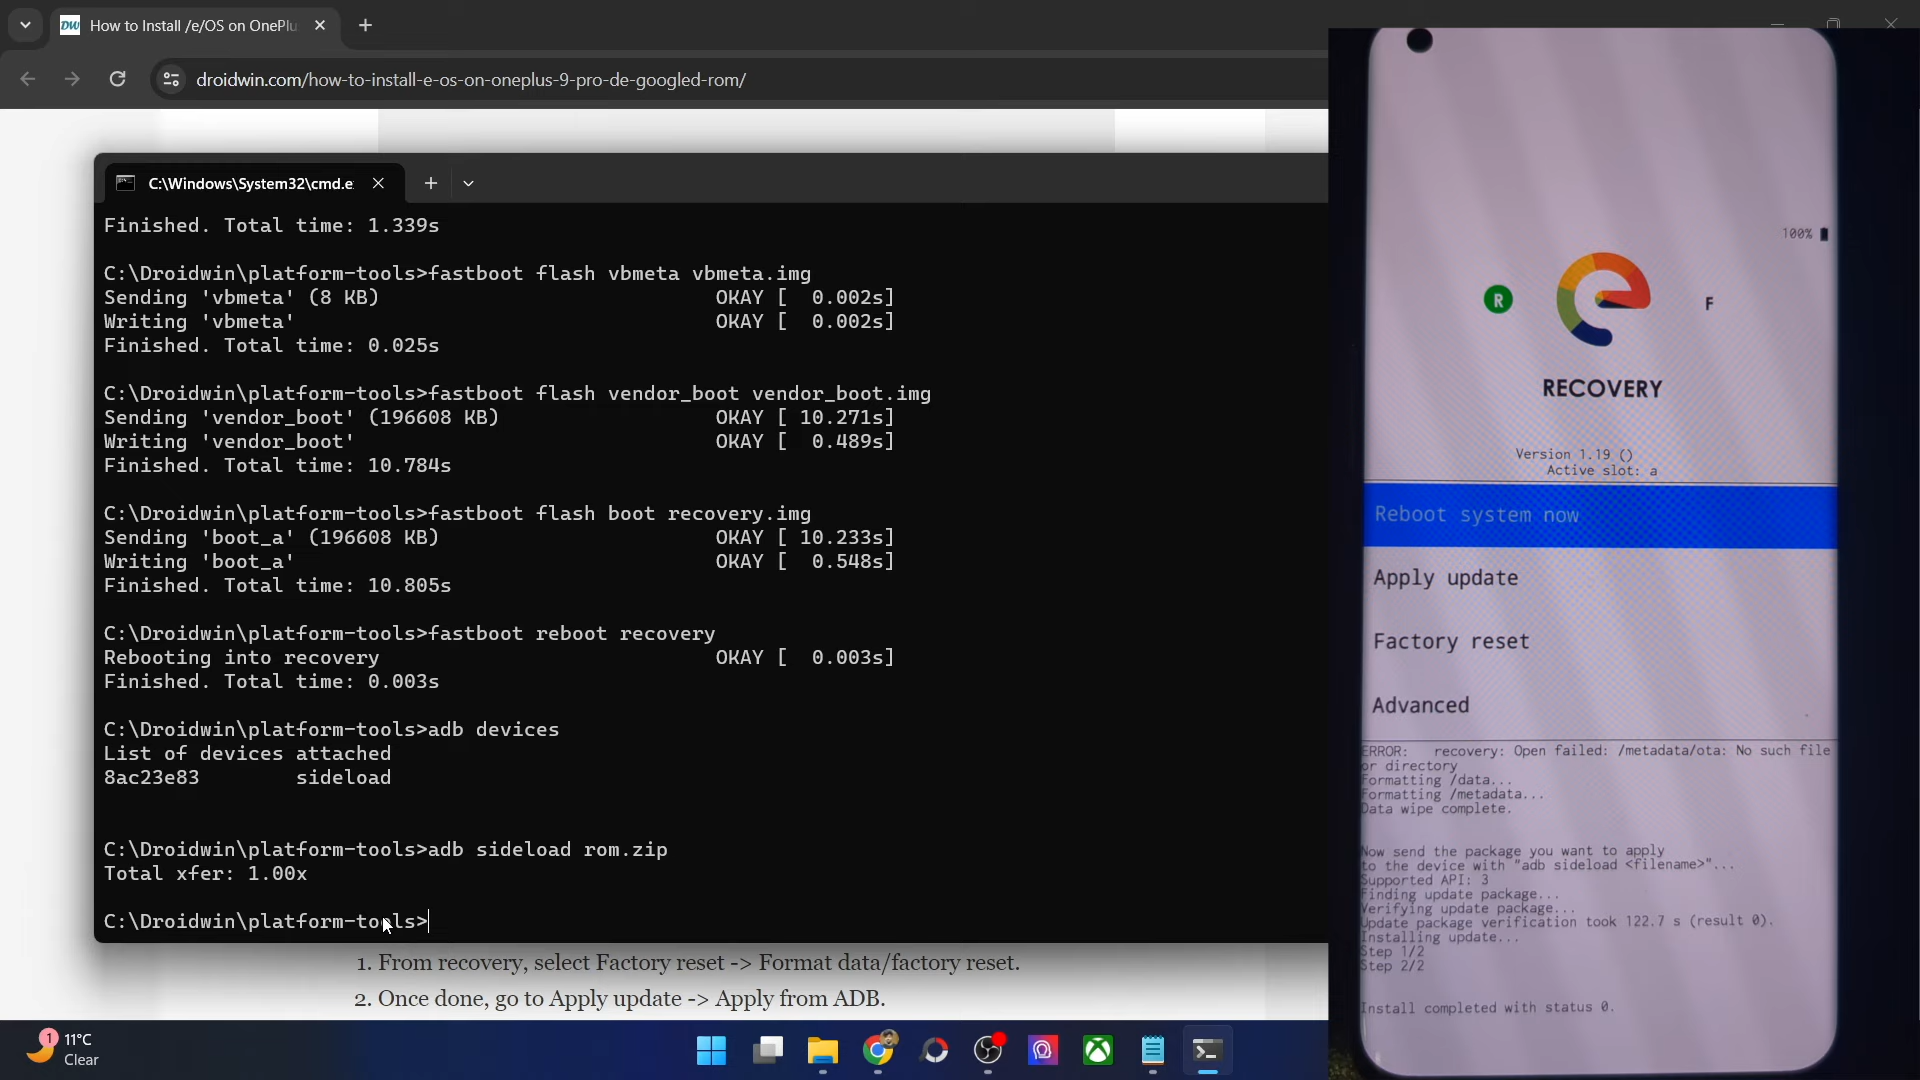 How to Install /e/OS on OnePlu
droidwin.com/how-to-install-e-os-on-oneplus-9-pro-de-googled-rom/
C:\Windows\System32\cmd.e
Finished. Total time: 1.339s
C:\Droidwin\platform-tools>fastboot flash vbmeta vbmeta.img
Sending 'vbmeta' (8 KB) OKAY [ 0.002s]
Writing 'vbmeta' OKAY [ 0.002s]
Finished. Total time: 0.025s
C:\Droidwin\platform-tools>fastboot flash vendor_boot vendor_boot.img
Sending 'vendor_boot' (196608 KB) OKAY [ 10.271s]
Writing 'vendor_boot' OKAY [ 0.489s]
Finished. Total time: 10.784s
C:\Droidwin\platform-tools>fastboot flash boot recovery.img
Sending 'boot_a' (196608 KB) OKAY [ 10.233s]
Writing 'boot_a' OKAY [ 0.548s]
Finished. Total time: 10.805s
C:\Droidwin\platform-tools>fastboot reboot recovery
Rebooting into recovery OKAY [ 0.003s]
Finished. Total time: 0.003s
C:\Droidwin\platform-tools>adb devices
List of devices attached
8ac23e83 sideload
C:\Droidwin\platform-tools>adb sideload rom.zip
Total xfer: 1.00x
C:\Droidwin\platform-tools>
1. From recovery, select Factory reset -> Format data/factory reset.
2. Once done, go to Apply update -> Apply from ADB.
1
11°C
Clear
100%
R
e
F
RECOVERY
Version 1.19 ()
Active slot: a
Reboot system now
Apply update
Factory reset
Advanced
ERROR: recovery: Open failed: /metadata/ota: No such file
or directory
Formatting /data...
Formatting /metadata...
Data wipe complete.
Now send the package you want to apply
to the device with "adb sideload <filename>"...
Supported API: 3
Finding update package...
Verifying update package...
Update package verification took 122.7 s (result 0).
Installing update...
Step 1/2
Step 2/2
Install completed with status 0.